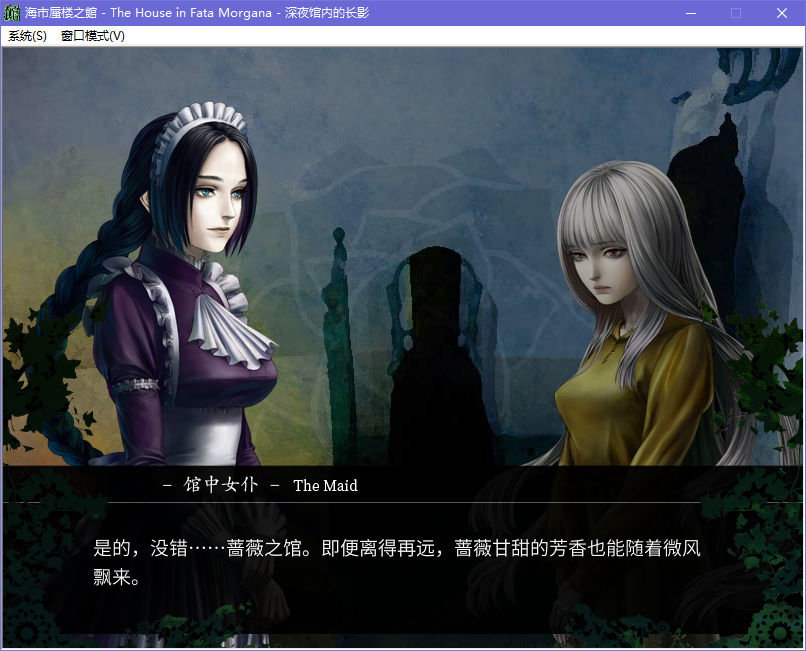 海市蜃楼之館 - The House in Fata Morgana - 深夜馆内的长影
系统(S) 窗口模式(V)
– 馆中女仆 – The Maid
是的，没错……蔷薇之馆。即便离得再远，蔷薇甘甜的芳香也能随着微风
飘来。